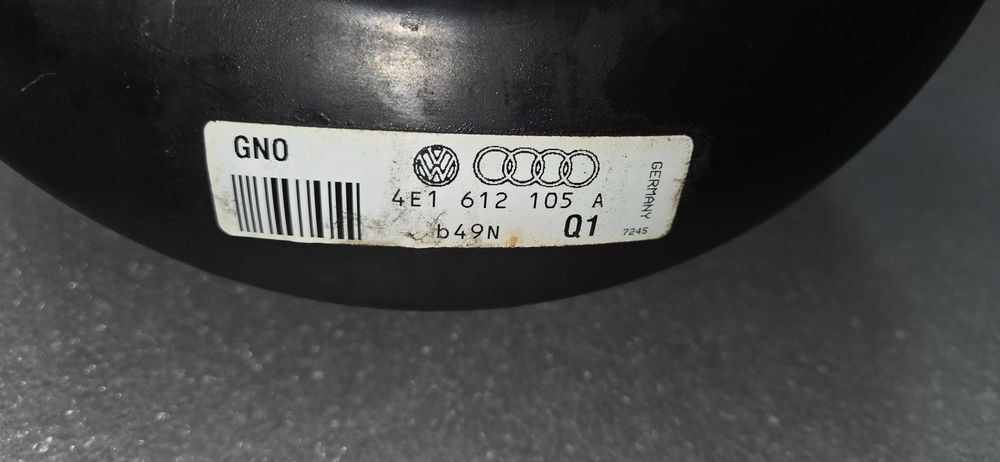 GNO
4E1 612 105 A
b49N Q1
GERMANY
7245